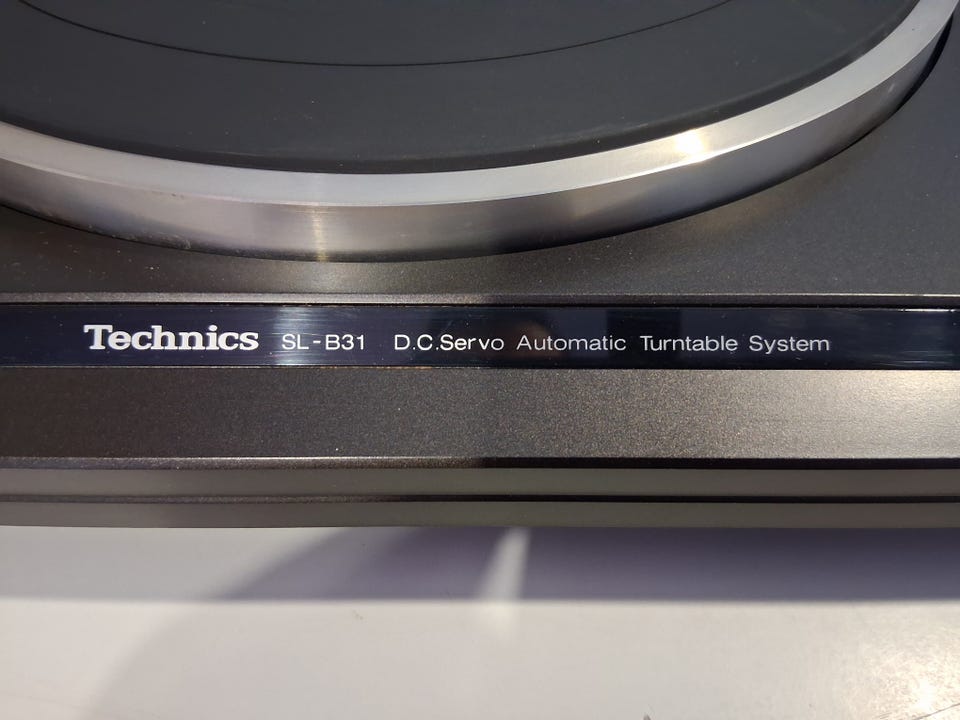 Technics SL-B31 D.C.Servo Automatic Turntable System